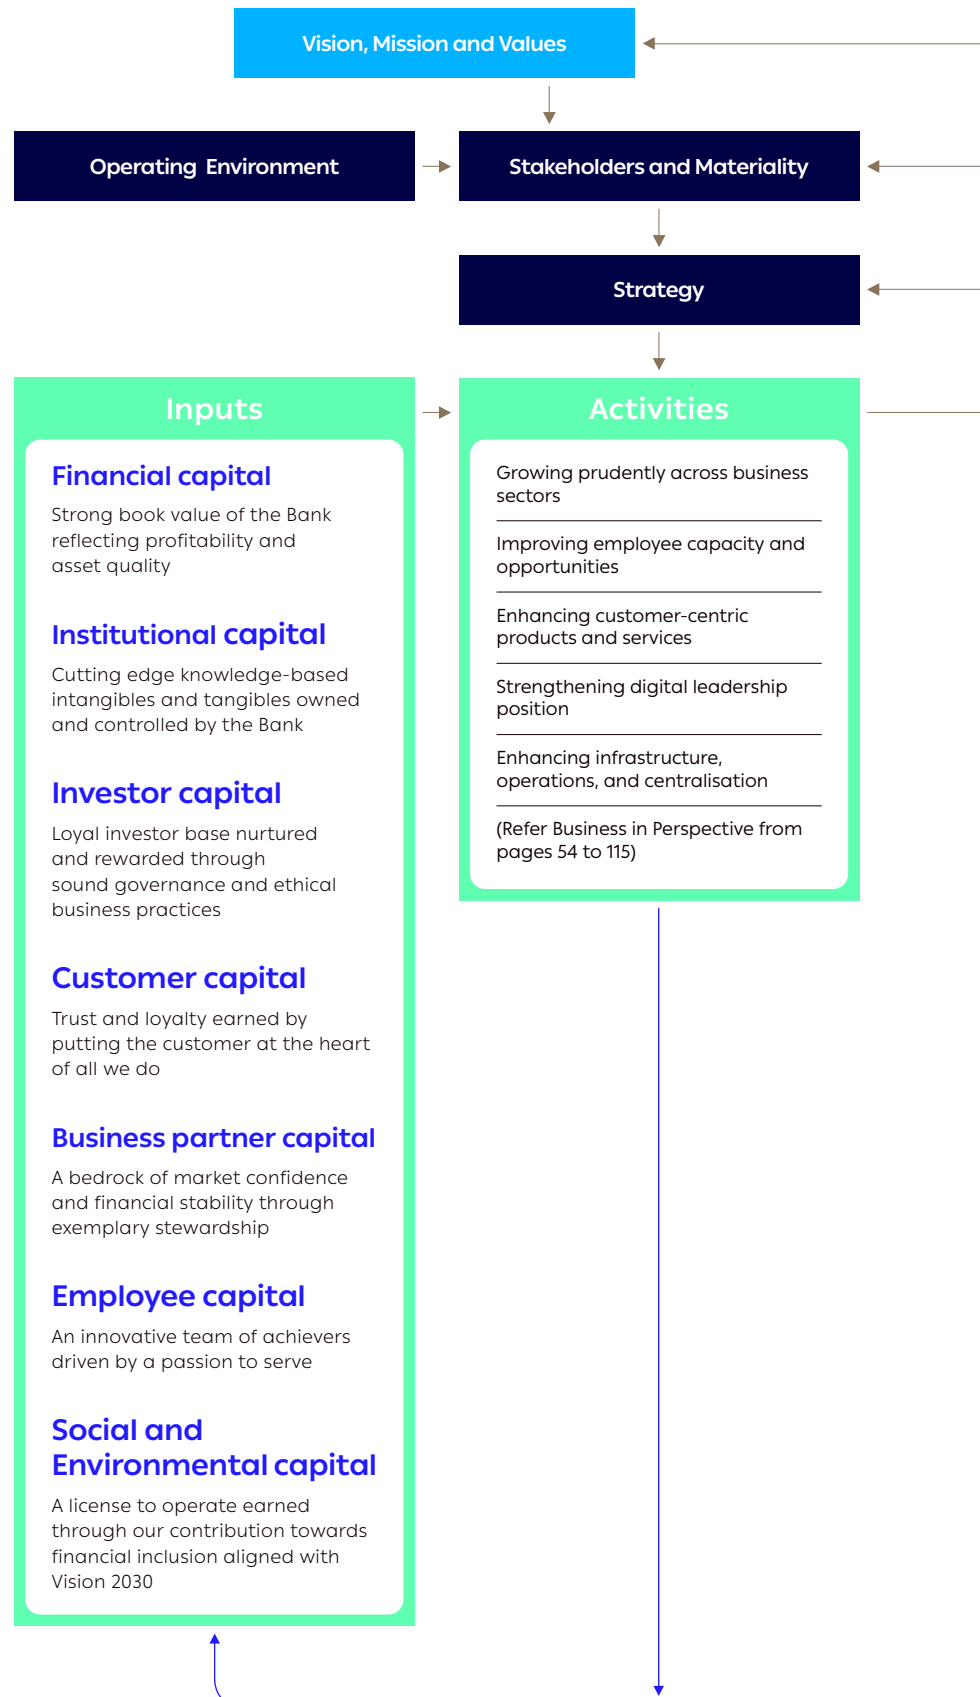 Vision, Mission and Values
Operating Environment
Stakeholders and Materiality
Strategy
Inputs
Financial capital
Strong book value of the Bank
reflecting profitability and
asset quality
Institutional capital
Cutting edge knowledge-based
intangibles and tangibles owned
and controlled by the Bank
Investor capital
Loyal investor base nurtured
and rewarded through
sound governance and ethical
business practices
Customer capital
Trust and loyalty earned by
putting the customer at the heart
of all we do
Business partner capital
A bedrock of market confidence
and financial stability through
exemplary stewardship
Employee capital
An innovative team of achievers
driven by a passion to serve
Social and
Environmental capital
A license to operate earned
through our contribution towards
financial inclusion aligned with
Vision 2030
Activities
Growing prudently across business
sectors
Improving employee capacity and
opportunities
Enhancing customer-centric
products and services
Strengthening digital leadership
position
Enhancing infrastructure,
operations, and centralisation
(Refer Business in Perspective from
pages 54 to 115)